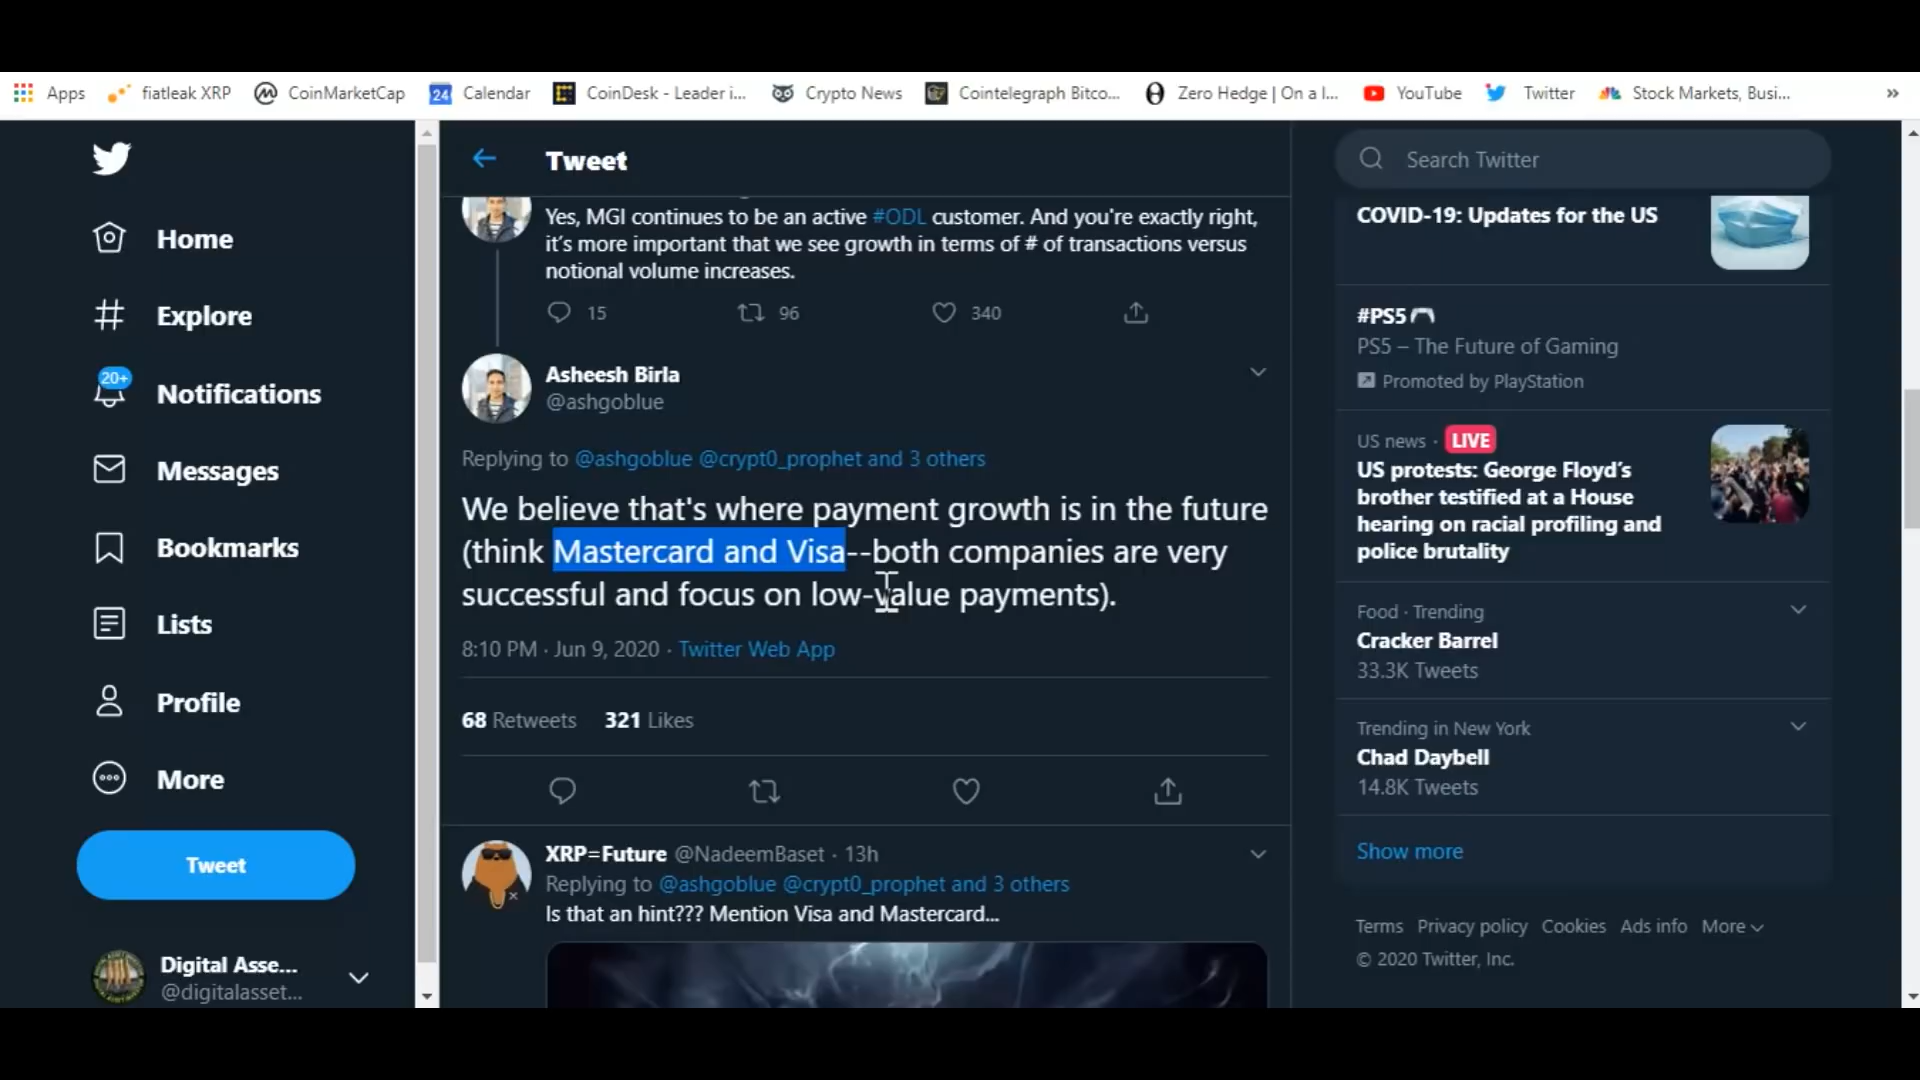 Apps fiatleak XRP CoinMarketCap 24 Calendar CoinDesk - Leader i... Crypto News Cointelegraph Bitco... Zero Hedge | On a l... YouTube Twitter Stock Markets, Busi... »
Home
Explore
20+
Notifications
Messages
Bookmarks
Lists
Profile
More
Tweet
Digital Asse...
@digitalasset...
Tweet
Yes, MGI continues to be an active #ODL customer. And you're exactly right,
it's more important that we see growth in terms of # of transactions versus
notional volume increases.
15 96 340
Asheesh Birla
@ashgoblue
Replying to @ashgoblue @crypt0_prophet and 3 others
We believe that's where payment growth is in the future
(think Mastercard and Visa--both companies are very
successful and focus on low-value payments).
8:10 PM · Jun 9, 2020 · Twitter Web App
68 Retweets 321 Likes
XRP=Future @NadeemBaset · 13h
Replying to @ashgoblue @crypt0_prophet and 3 others
Is that an hint??? Mention Visa and Mastercard...
Search Twitter
COVID-19: Updates for the US
#PS5
PS5 – The Future of Gaming
Promoted by PlayStation
US news · LIVE
US protests: George Floyd's
brother testified at a House
hearing on racial profiling and
police brutality
Food · Trending
Cracker Barrel
33.3K Tweets
Trending in New York
Chad Daybell
14.8K Tweets
Show more
Terms Privacy policy Cookies Ads info More
© 2020 Twitter, Inc.